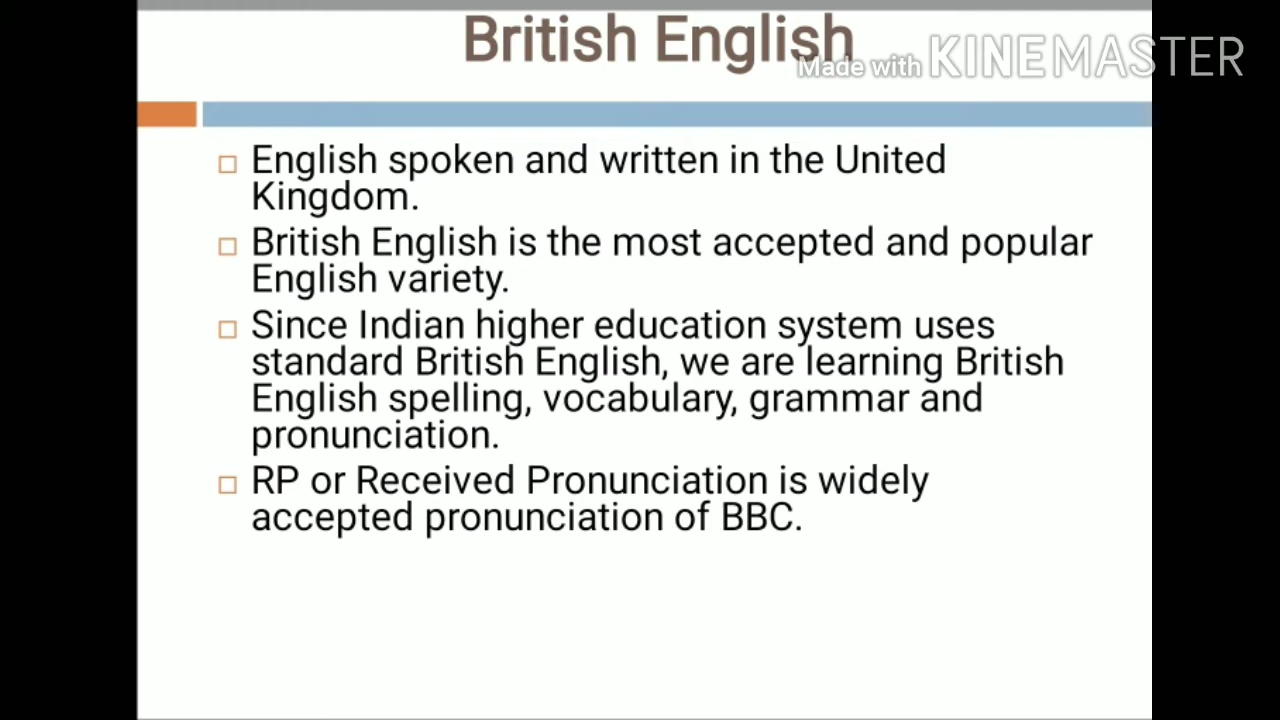 British English
Made with KINEMASTER
English spoken and written in the United
Kingdom.
British English is the most accepted and popular
English variety.
Since Indian higher education system uses
standard British English, we are learning British
English spelling, vocabulary, grammar and
pronunciation.
RP or Received Pronunciation is widely
accepted pronunciation of BBC.